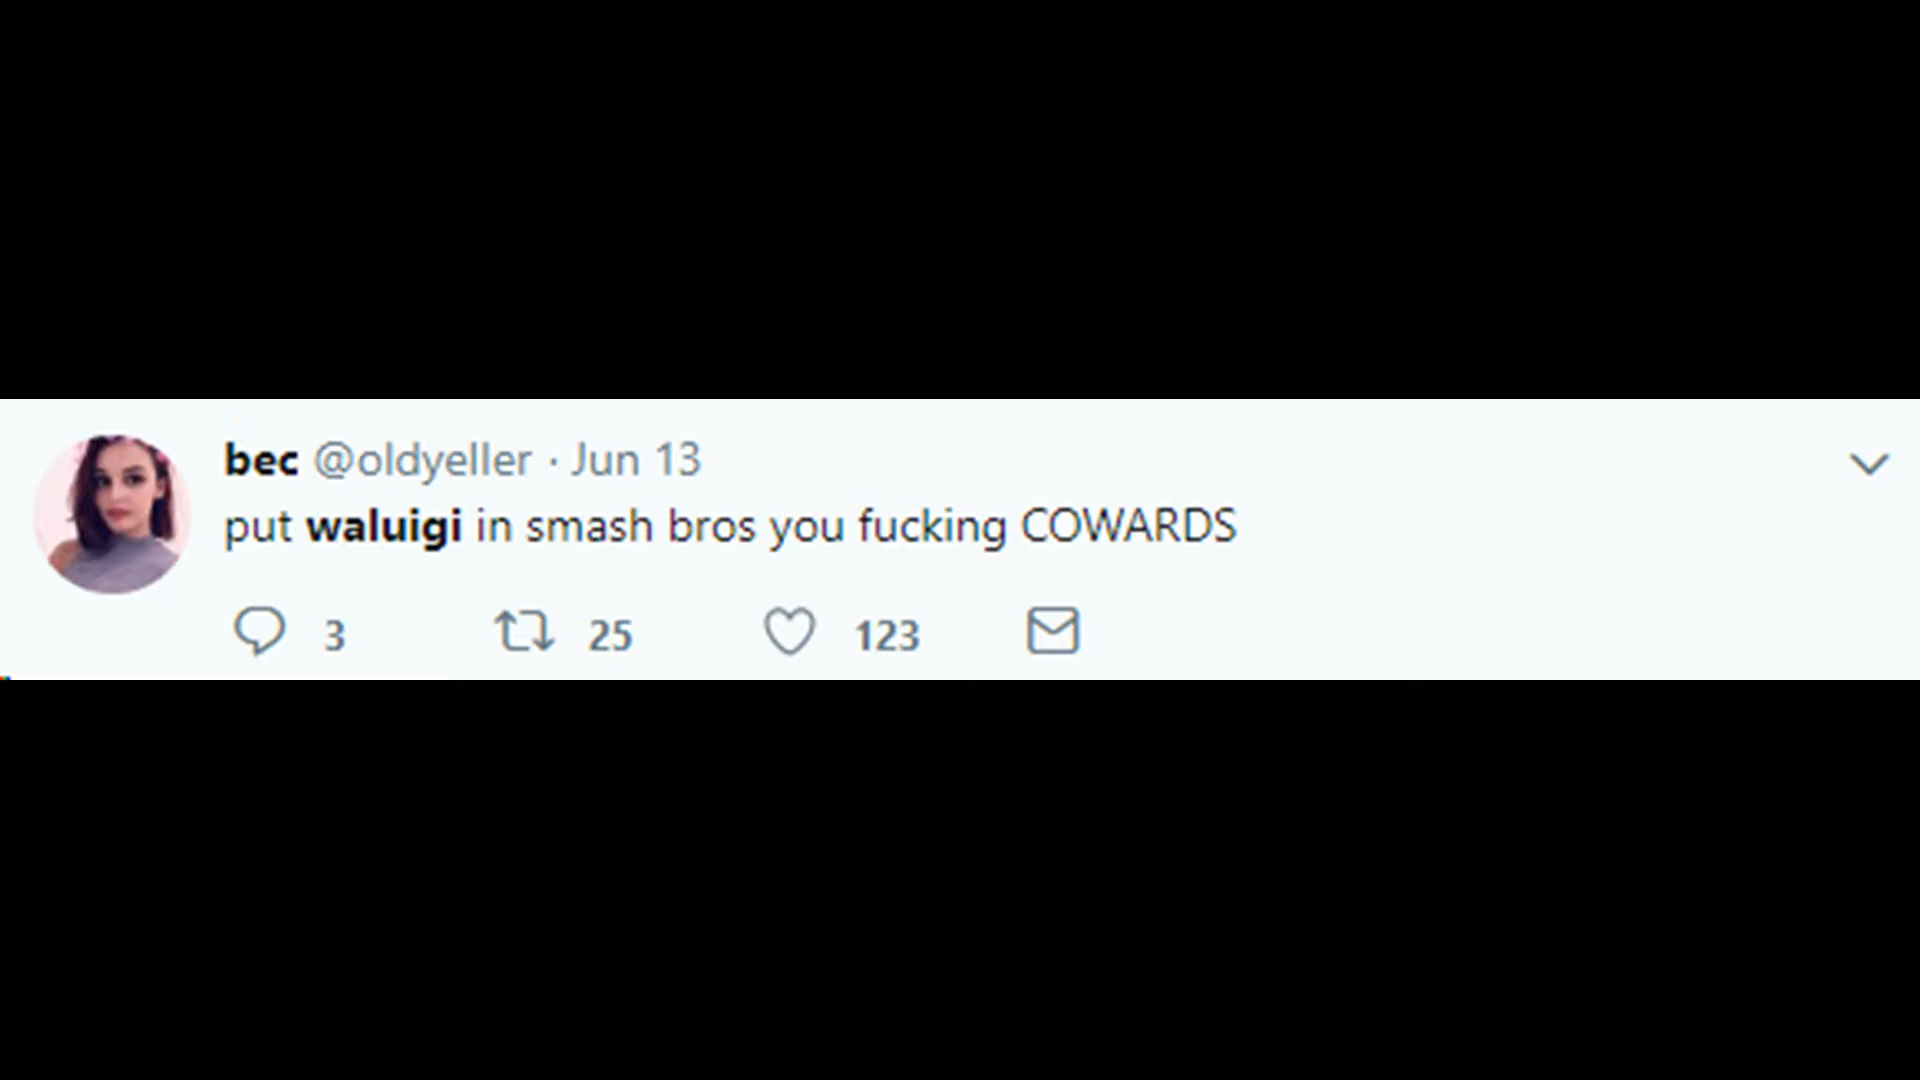 bec @oldyeller · Jun 13
put waluigi in smash bros you fucking COWARDS
3 25 123